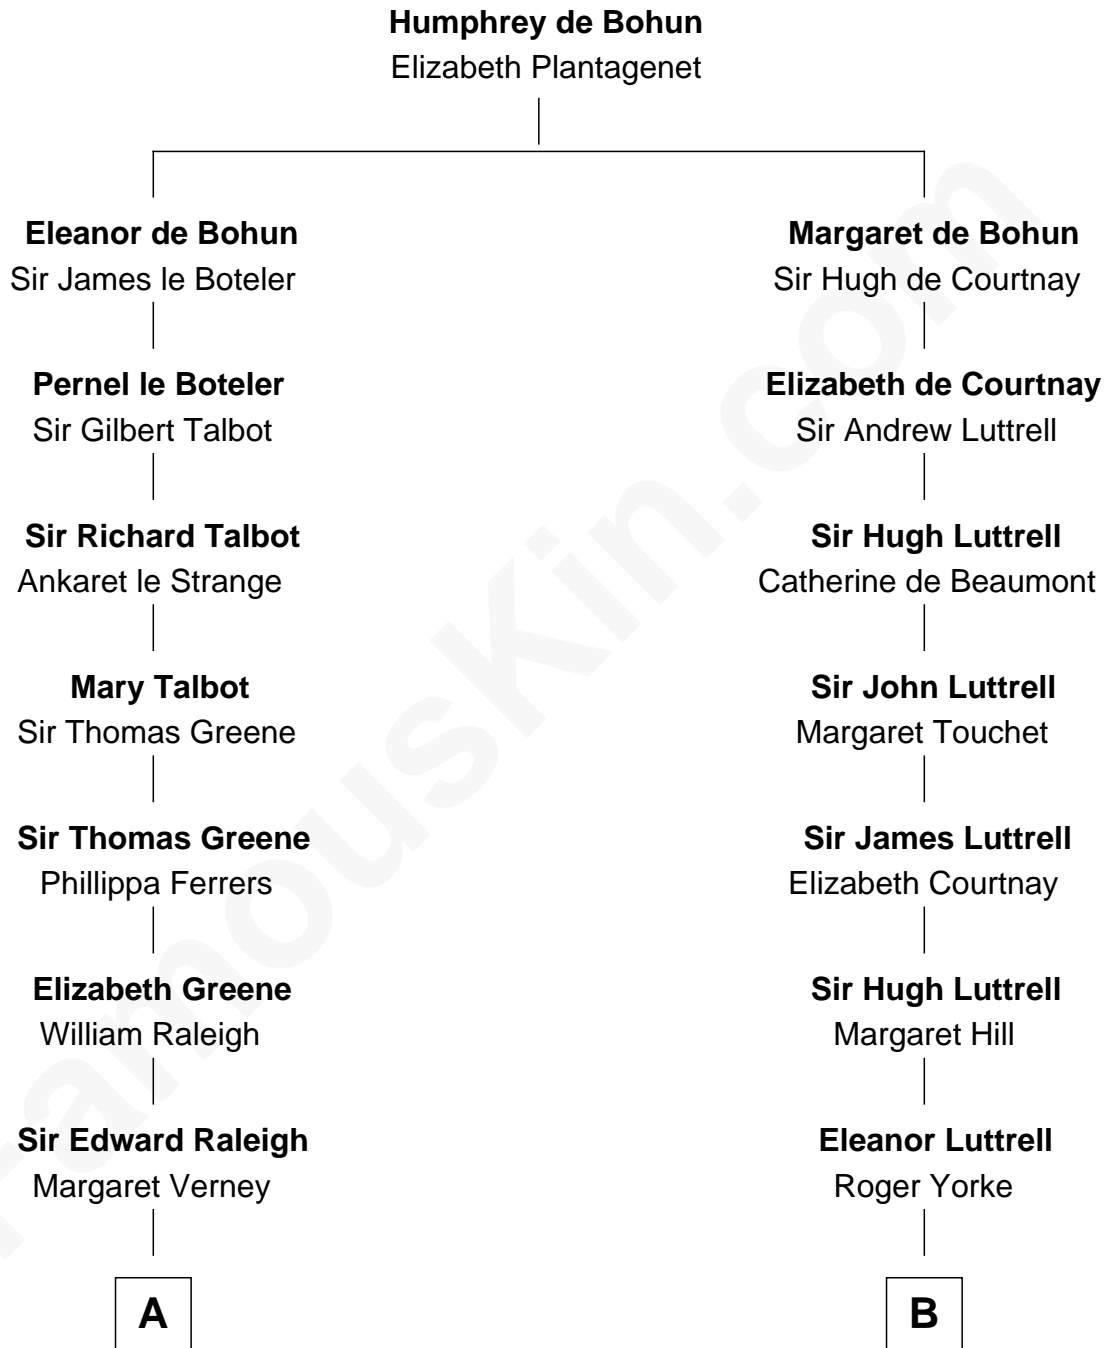 Humphrey de Bohun
Elizabeth Plantagenet
Eleanor de Bohun
Sir James le Boteler
Margaret de Bohun
Sir Hugh de Courtnay
Pernel le Boteler
Sir Gilbert Talbot
Elizabeth de Courtnay
Sir Andrew Luttrell
Sir Richard Talbot
Ankaret le Strange
Sir Hugh Luttrell
Catherine de Beaumont
Mary Talbot
Sir Thomas Greene
Sir John Luttrell
Margaret Touchet
Sir Thomas Greene
Phillippa Ferrers
Sir James Luttrell
Elizabeth Courtnay
Elizabeth Greene
William Raleigh
Sir Hugh Luttrell
Margaret Hill
Sir Edward Raleigh
Margaret Verney
Eleanor Luttrell
Roger Yorke
A
B
FamousKin.com